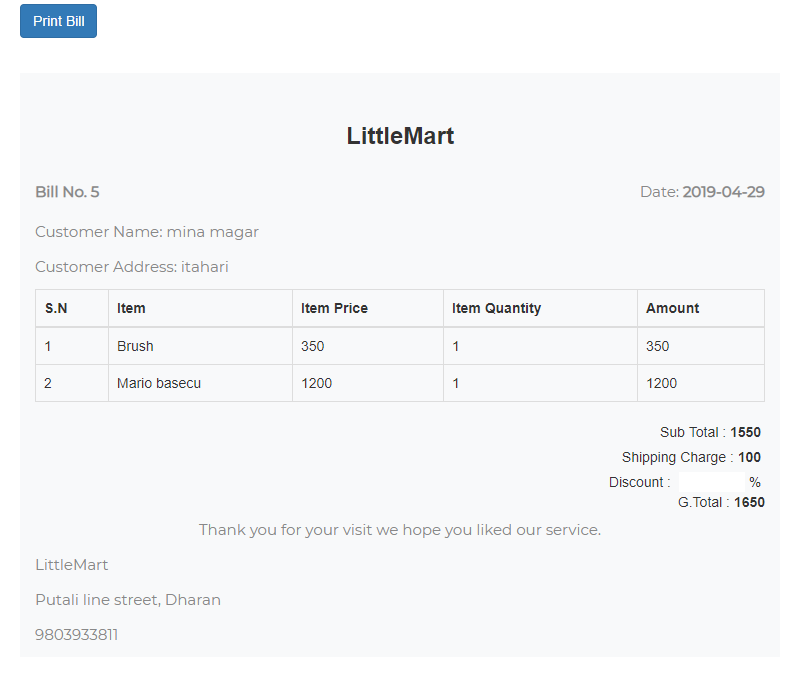 Print Bill
LittleMart
Bill No. 5 Date: 2019-04-29
Customer Name: mina magar
Customer Address: itahari
S.N Item Item Price Item Quantity Amount
1 Brush 350 1 350
2 Mario basecu 1200 1 1200
Sub Total : 1550
Shipping Charge : 100
Discount : %
G.Total : 1650
Thank you for your visit we hope you liked our service.
LittleMart
Putali line street, Dharan
9803933811